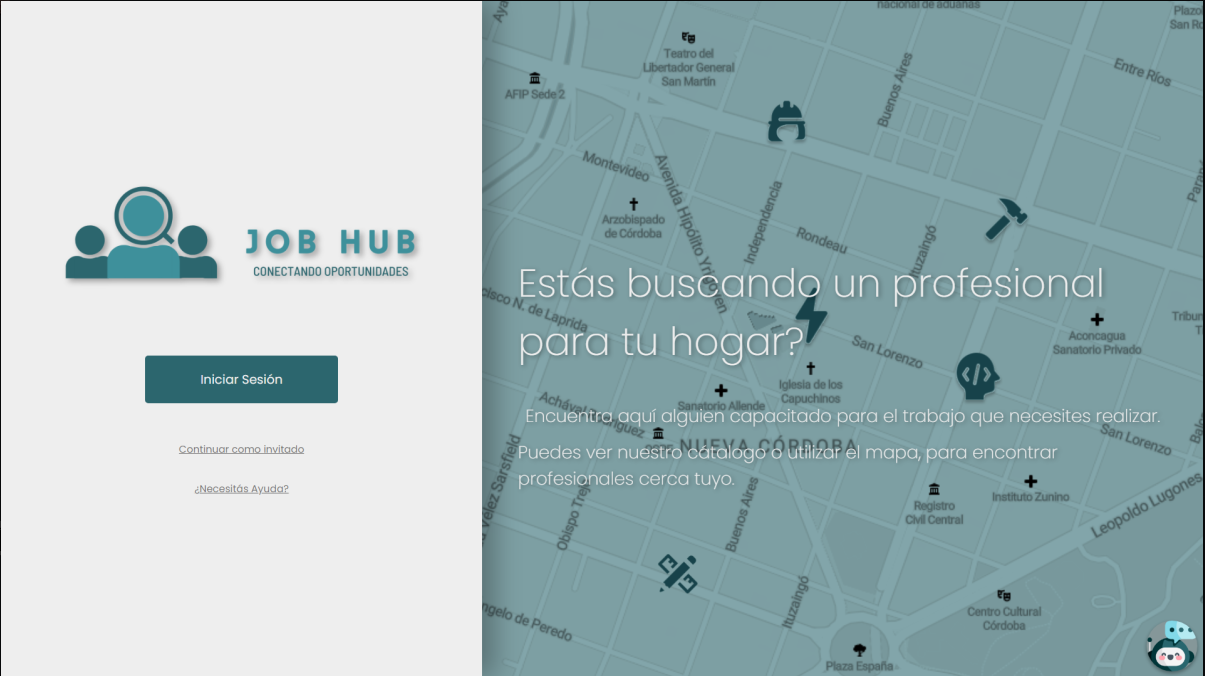 JOB HUB
CONECTANDO OPORTUNIDADES
Iniciar Sesión
Continuar como invitado
¿Necesitás Ayuda?
nacional de aduanas
Teatro del
Libertador General
San Martín
AFIP Sede 2
Entre Ríos
Buenos Aires
Montevideo
Avenida Hipólito Yrigoyen
Independencia
Arzobispado
de Córdoba
Rondeau
Ituzaingó
Estás buscando un profesional
para tu hogar?
cisco N. de Laprida
San Lorenzo
Aconcagua
Sanatorio Privado
Iglesia de los
Capuchinos
Sanatorio Allende
Achával Rodríguez
Encuentra aquí alguien capacitado para el trabajo que necesites realizar.
NUEVA CÓRDOBA
San Lorenzo
Puedes ver nuestro cátalogo o utilizar el mapa, para encontrar
profesionales cerca tuyo.
Vélez Sarsfield
Obispo Trejo
Buenos Aires
Registro
Civil Central
Instituto Zunino
Leopoldo Lugones
Ituzaingó
ngelo de Peredo
Centro Cultural
Córdoba
Plaza España